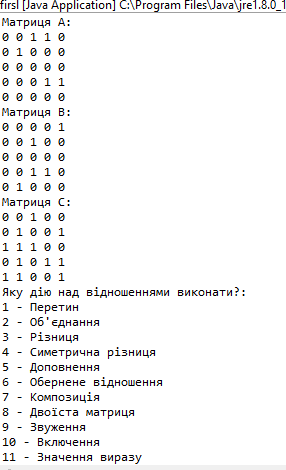 firsl [Java Application] C:\Program Files\Java\jre1.8.0_1
Матриця А:
0 0 1 1 0
0 1 0 0 0
0 0 0 0 0
0 0 0 1 1
0 0 0 0 0
Матриця В:
0 0 0 0 1
0 0 1 0 0
0 0 0 0 0
0 0 1 1 0
0 1 0 0 0
Матриця С:
0 0 1 0 0
0 1 0 0 1
1 1 1 0 0
0 1 0 1 1
1 1 0 0 1
Яку дію над відношеннями виконати?:
1 - Перетин
2 - Об'єднання
3 - Різниця
4 - Симетрична різниця
5 - Доповнення
6 - Обернене відношення
7 - Композиція
8 - Двоїста матриця
9 - Звуження
10 - Включення
11 - Значення виразу